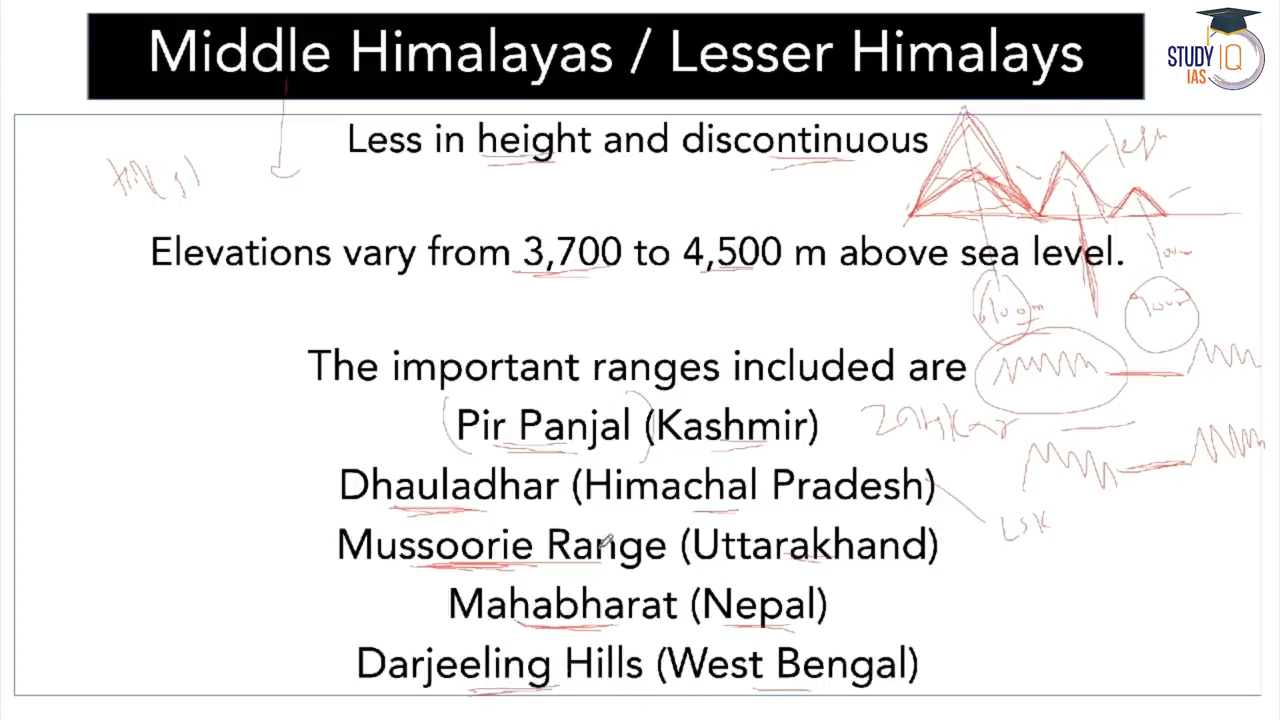 Middle Himalayas / Lesser Himalays
STUDY IQ
IAS
Less in height and discontinuous
Elevations vary from 3,700 to 4,500 m above sea level.
The important ranges included are
Pir Panjal (Kashmir)
Zanskar
Dhauladhar (Himachal Pradesh)
LSK
Mussoorie Range (Uttarakhand)
Mahabharat (Nepal)
Darjeeling Hills (West Bengal)